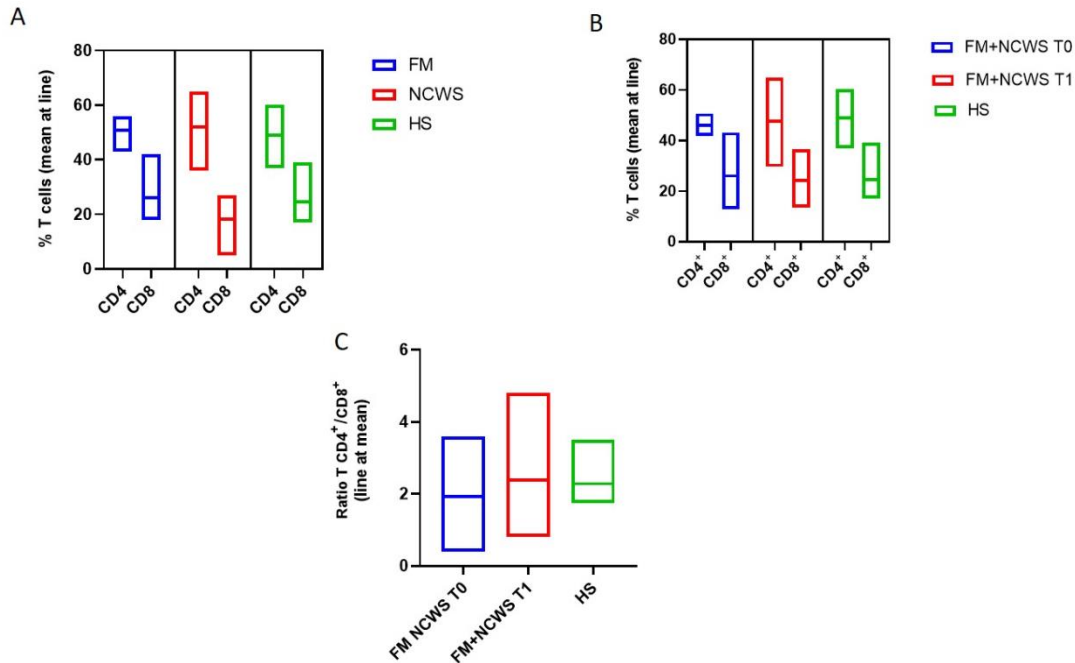 A
% T cells (mean at line)
80
60
40
20
0
CD4
CD8
CD4
CD8
CD4
CD8
FM
NCWS
HS
B
% T cells (mean at line)
80
60
40
20
0
CD4+
CD8+
CD4+
CD8+
CD4+
CD8+
FM+NCWS T0
FM+NCWS T1
HS
C
Ratio T CD4+/CD8+
(line at mean)
6
4
2
0
FM NCWS T0
FM+NCWS T1
HS